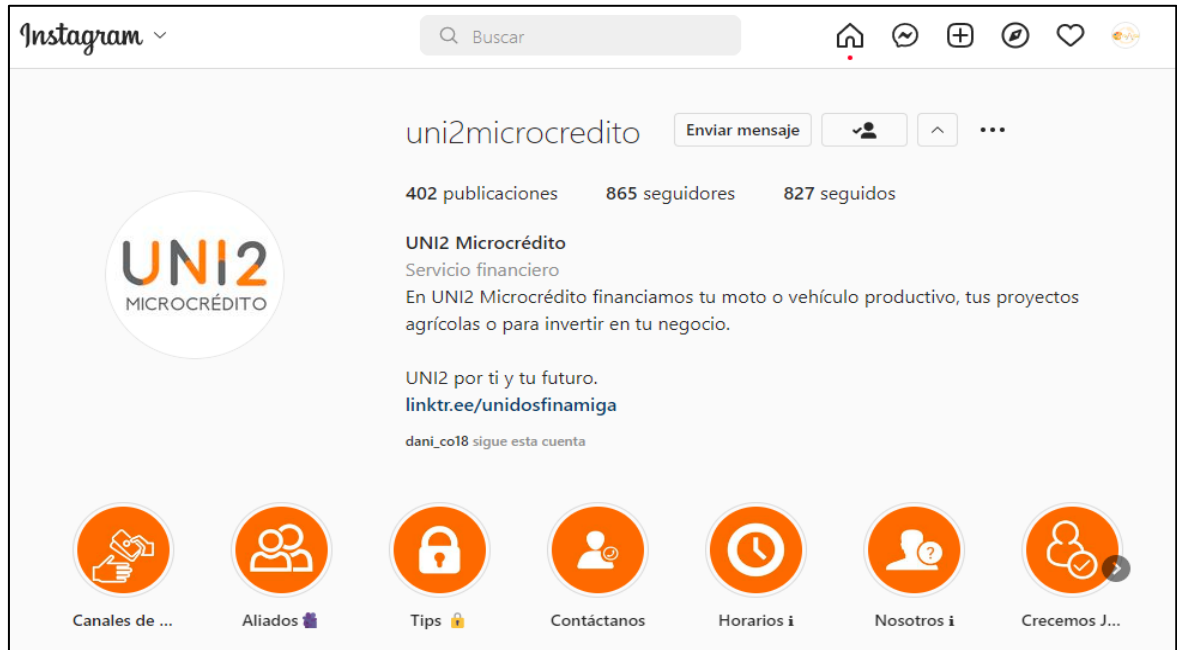 Instagram
Buscar
uni2microcredito
Enviar mensaje
402 publicaciones 865 seguidores 827 seguidos
UNI2
MICROCRÉDITO
UNI2 Microcrédito
Servicio financiero
En UNI2 Microcrédito financiamos tu moto o vehículo productivo, tus proyectos
agrícolas o para invertir en tu negocio.
UNI2 por ti y tu futuro.
linktr.ee/unidosfinamiga
dani_co18 sigue esta cuenta
Canales de ... Aliados Tips 🔒 Contáctanos Horarios ℹ Nosotros ℹ Crecemos J...